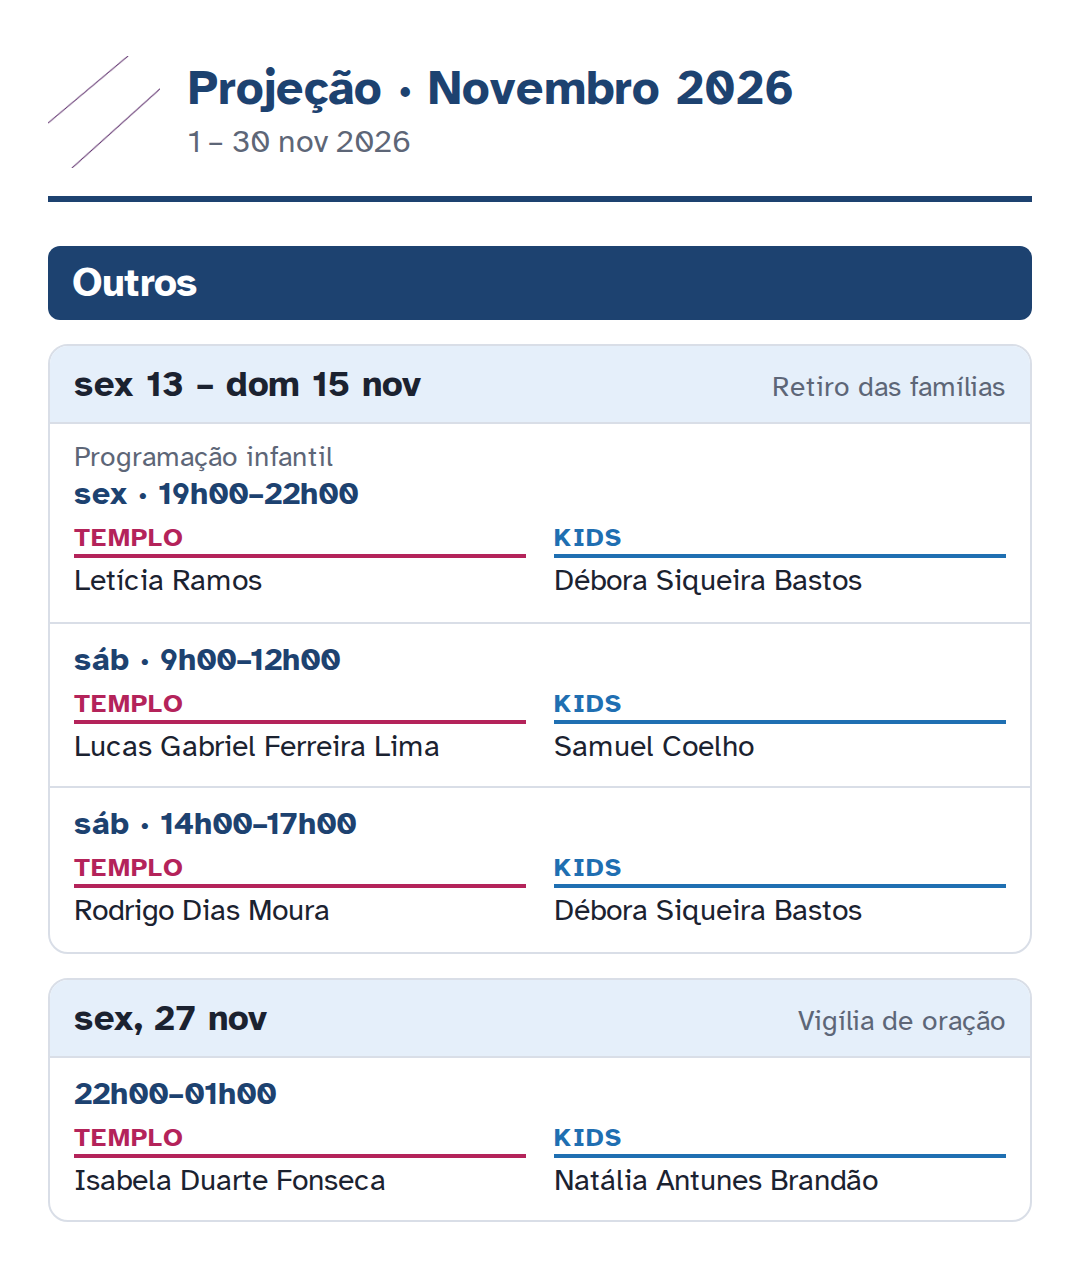 Projeção • Novembro 2026
1 – 30 nov 2026
Outros
sex 13 – dom 15 nov
Retiro das famílias
Programação infantil
sex • 19h00–22h00
TEMPLO
KIDS
Letícia Ramos
Débora Siqueira Bastos
sáb • 9h00–12h00
TEMPLO
KIDS
Lucas Gabriel Ferreira Lima
Samuel Coelho
sáb • 14h00–17h00
TEMPLO
KIDS
Rodrigo Dias Moura
Débora Siqueira Bastos
sex, 27 nov
Vigília de oração
22h00–01h00
TEMPLO
KIDS
Isabela Duarte Fonseca
Natália Antunes Brandão